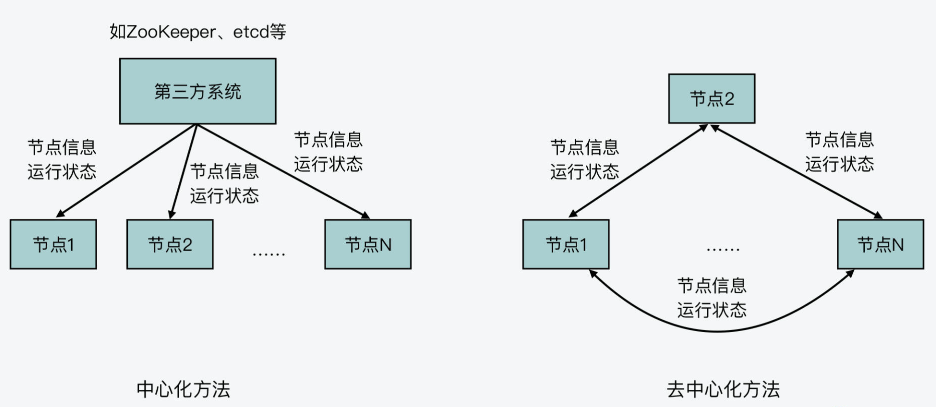 如ZooKeeper、etcd等
第三方系统
节点信息
运行状态
节点信息
运行状态
节点信息
运行状态
节点1
节点2
……
节点N
中心化方法
节点2
节点信息
运行状态
节点信息
运行状态
节点1
……
节点N
节点信息
运行状态
去中心化方法